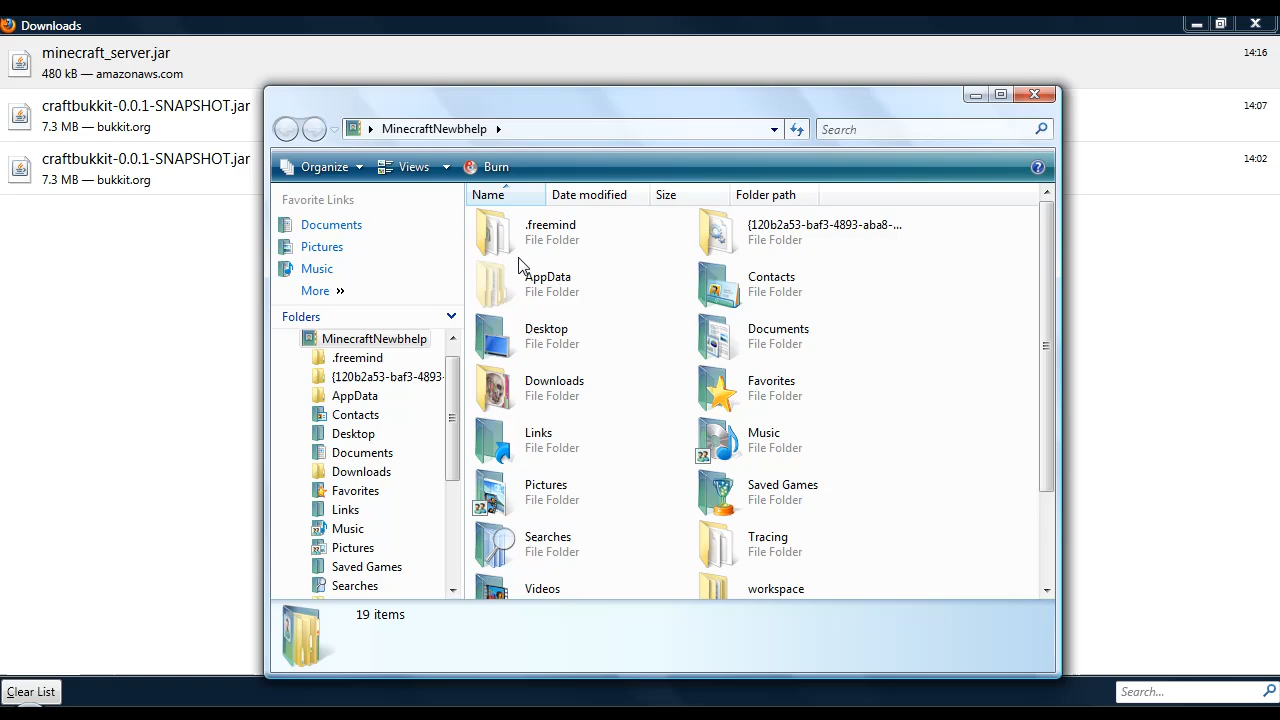 Downloads
minecraft_server.jar
14:16
480 kB — amazonaws.com
craftbukkit-0.0.1-SNAPSHOT.jar
14:07
7.3 MB — bukkit.org
craftbukkit-0.0.1-SNAPSHOT.jar
14:02
7.3 MB — bukkit.org
MinecraftNewbhelp
Search
Organize
Views
Burn
Favorite Links
Documents
Pictures
Music
More »
Folders
MinecraftNewbhelp
.freemind
{120b2a53-baf3-4893-
AppData
Contacts
Desktop
Documents
Downloads
Favorites
Links
Music
Pictures
Saved Games
Searches
Name Date modified Size Folder path
.freemind
File Folder
{120b2a53-baf3-4893-aba8-...
File Folder
AppData
File Folder
Contacts
File Folder
Desktop
File Folder
Documents
File Folder
Downloads
File Folder
Favorites
File Folder
Links
File Folder
Music
File Folder
Pictures
File Folder
Saved Games
File Folder
Searches
File Folder
Tracing
File Folder
Videos
workspace
19 items
Clear List
Search...